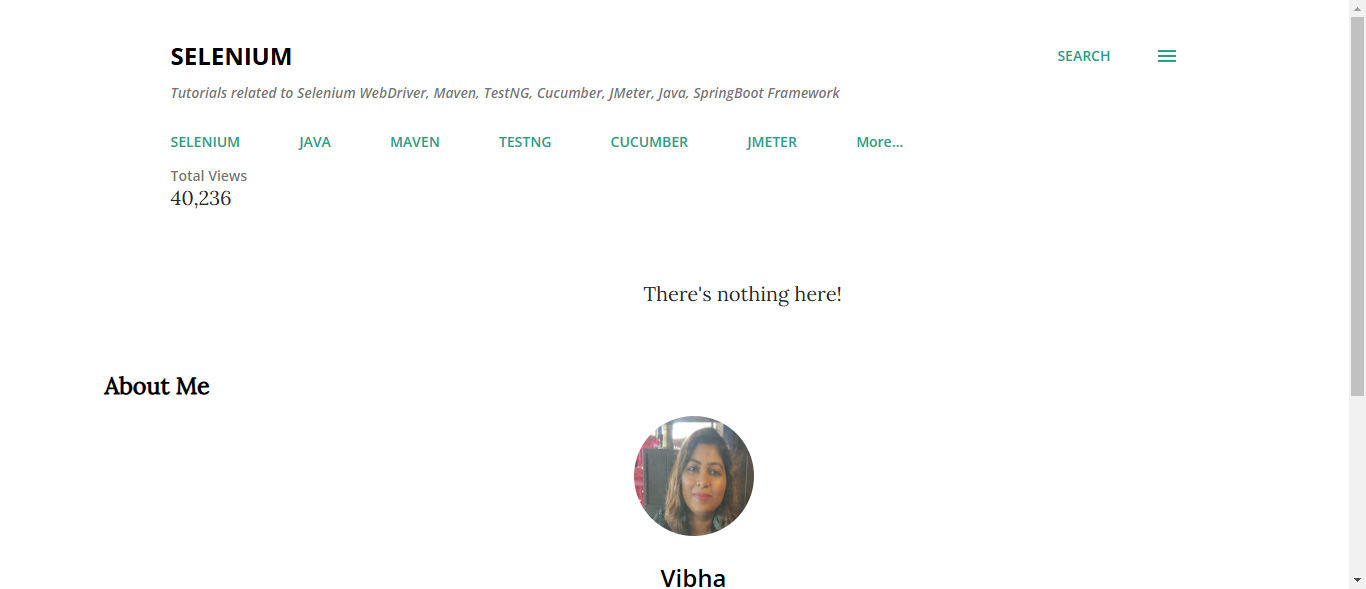 SELENIUM
SEARCH
Tutorials related to Selenium WebDriver, Maven, TestNG, Cucumber, JMeter, Java, SpringBoot Framework
SELENIUM JAVA MAVEN TESTNG CUCUMBER JMETER More...
Total Views
40,236
There's nothing here!
About Me
Vibha